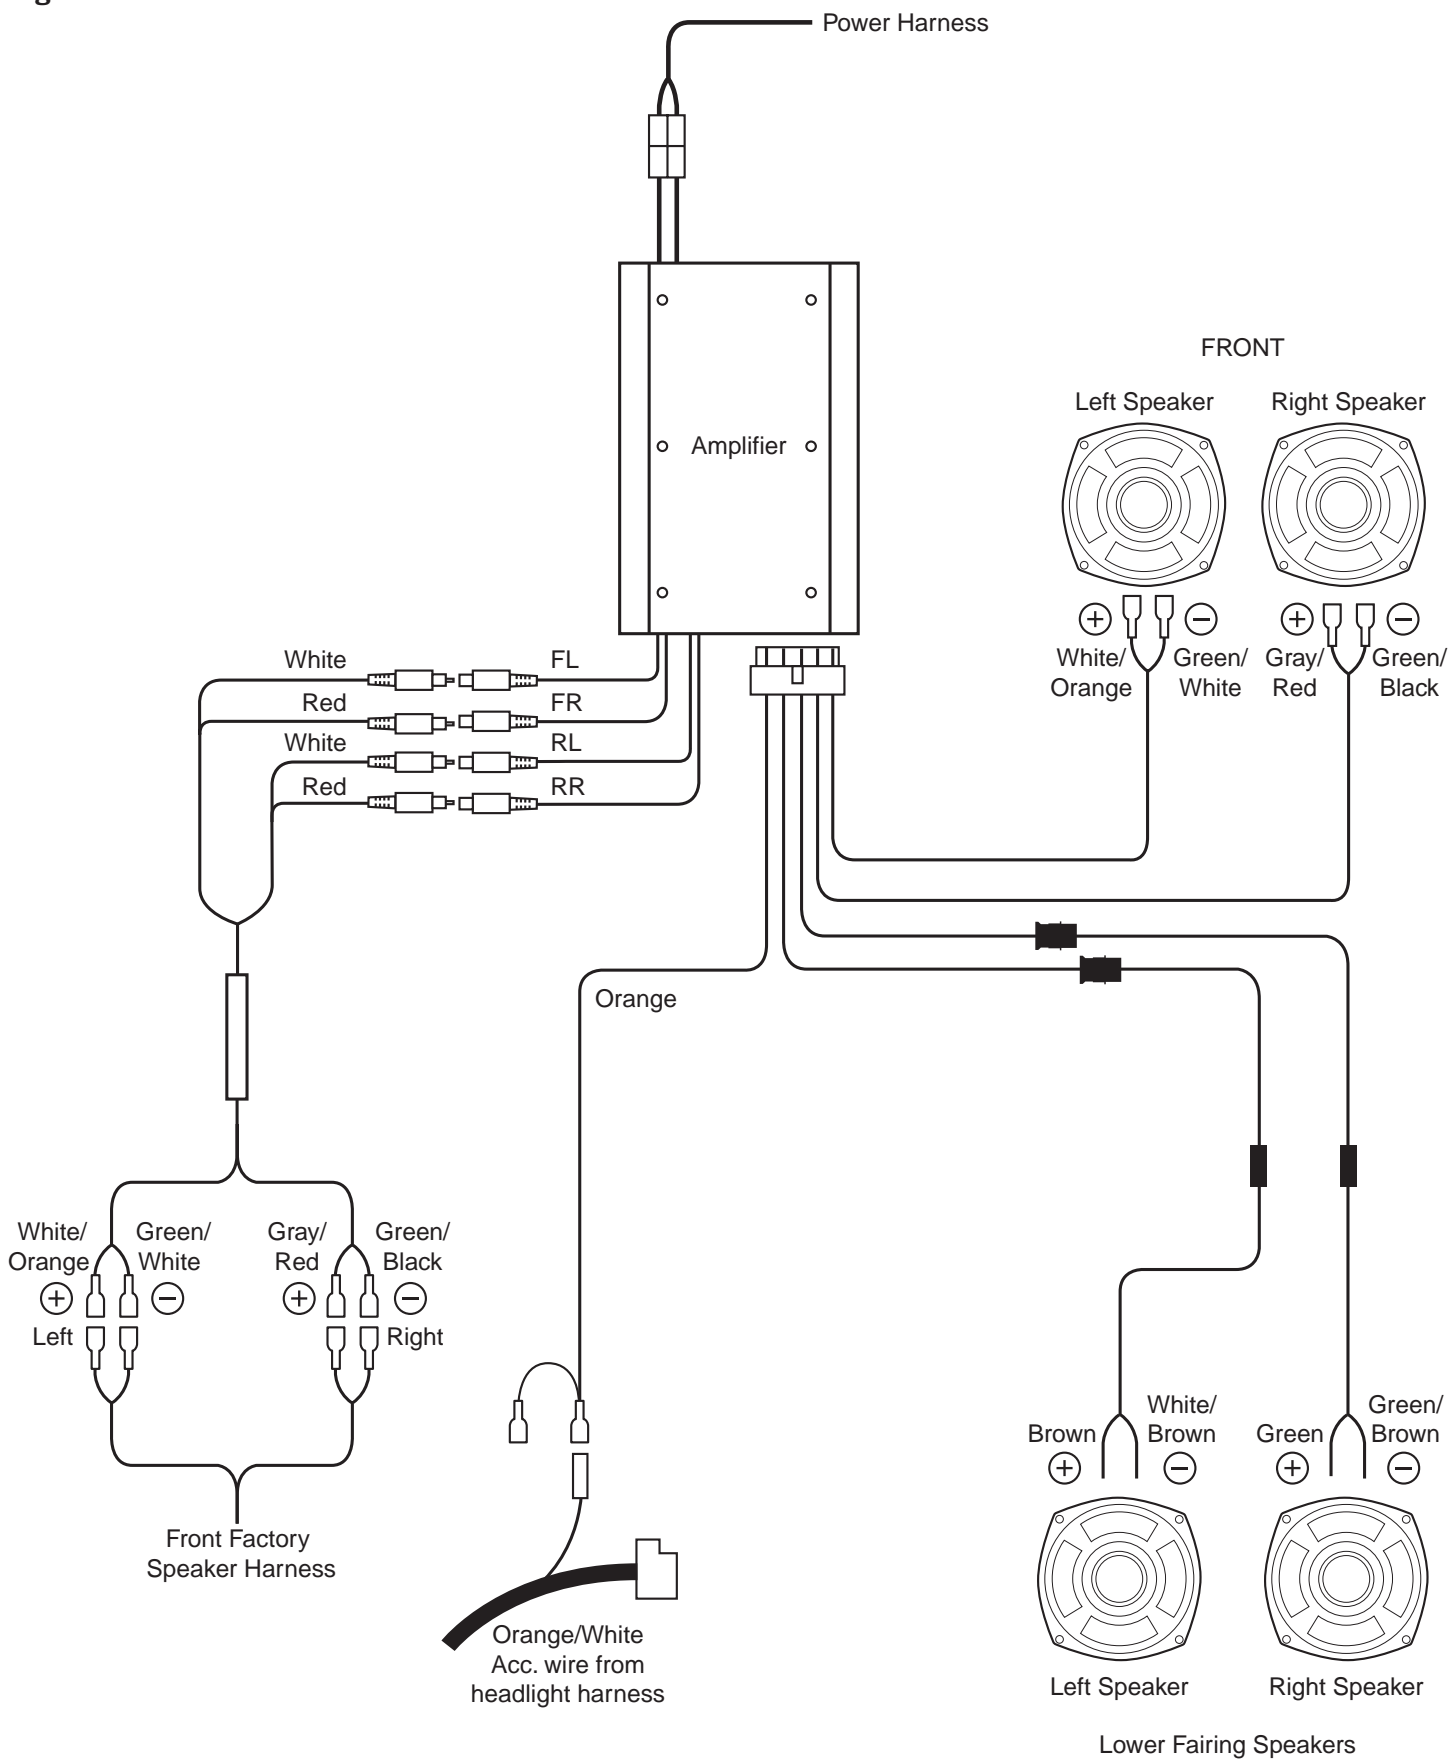 Power Harness
FRONT
Left Speaker
Right Speaker
Amplifier
White
FL
Red
FR
White
RL
Red
RR
White/
Orange
Green/
White
Gray/
Red
Green/
Black
Orange
White/
Orange
Green/
White
Gray/
Red
Green/
Black
Left
Right
Front Factory
Speaker Harness
Orange/White
Acc. wire from
headlight harness
Brown
White/
Brown
Green
Green/
Brown
Left Speaker
Right Speaker
Lower Fairing Speakers